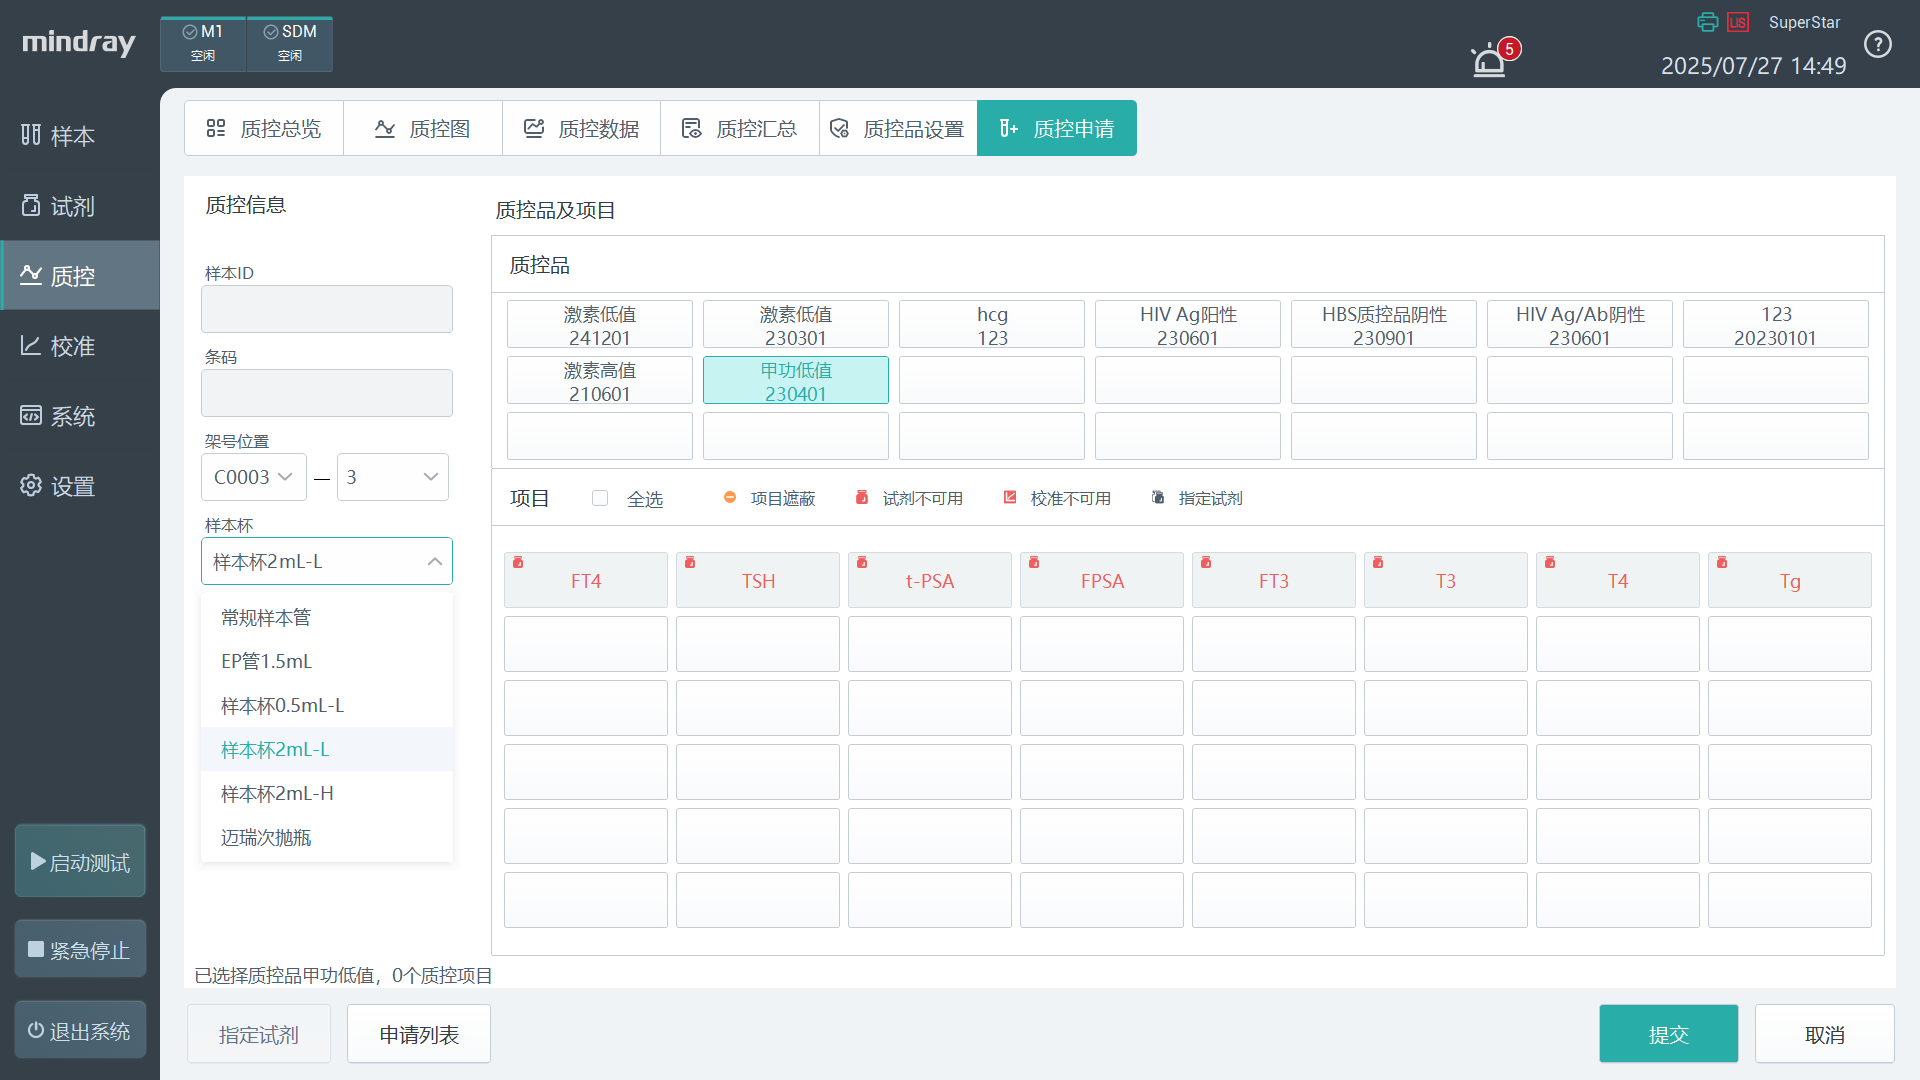 mindray
M1
空闲
SDM
空闲
5
LIS
SuperStar
2025/07/27 14:49
样本
试剂
质控
校准
系统
设置
启动测试
紧急停止
退出系统
质控总览
质控图
质控数据
质控汇总
质控品设置
质控申请
质控信息
样本ID
条码
架号位置
C0003
3
样本杯
样本杯2mL-L
常规样本管
EP管1.5mL
样本杯0.5mL-L
样本杯2mL-L
样本杯2mL-H
迈瑞次抛瓶
质控品及项目
质控品
激素低值
241201
激素低值
230301
hcg
123
HIV Ag阳性
230601
HBS质控品阴性
230901
HIV Ag/Ab阴性
230601
123
20230101
激素高值
210601
甲功低值
230401
项目
全选
项目遮蔽
试剂不可用
校准不可用
指定试剂
FT4
TSH
t-PSA
FPSA
FT3
T3
T4
Tg
已选择质控品甲功低值，0个质控项目
指定试剂
申请列表
提交
取消